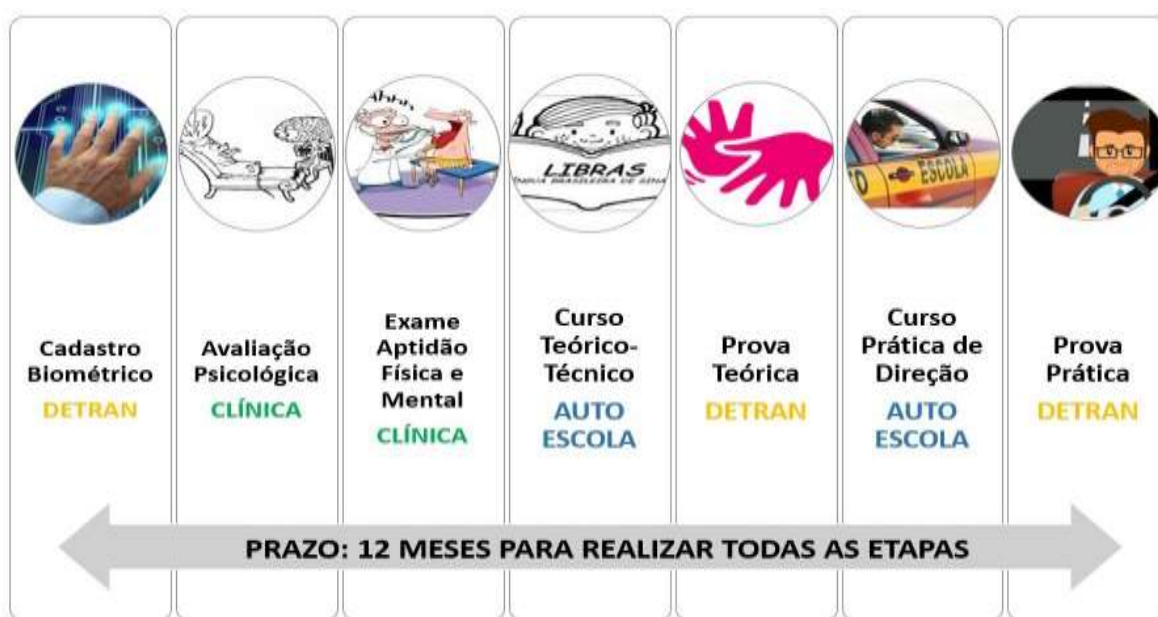 Ahhh
LIBRAS
ESCOLA
Cadastro
Biométrico
DETRAN
Avaliação
Psicológica
CLÍNICA
Exame
Aptidão
Física e
Mental
CLÍNICA
Curso
Teórico-
Técnico
AUTO
ESCOLA
Prova
Teórica
DETRAN
Curso
Prática de
Direção
AUTO
ESCOLA
Prova
Prática
DETRAN
PRAZO: 12 MESES PARA REALIZAR TODAS AS ETAPAS